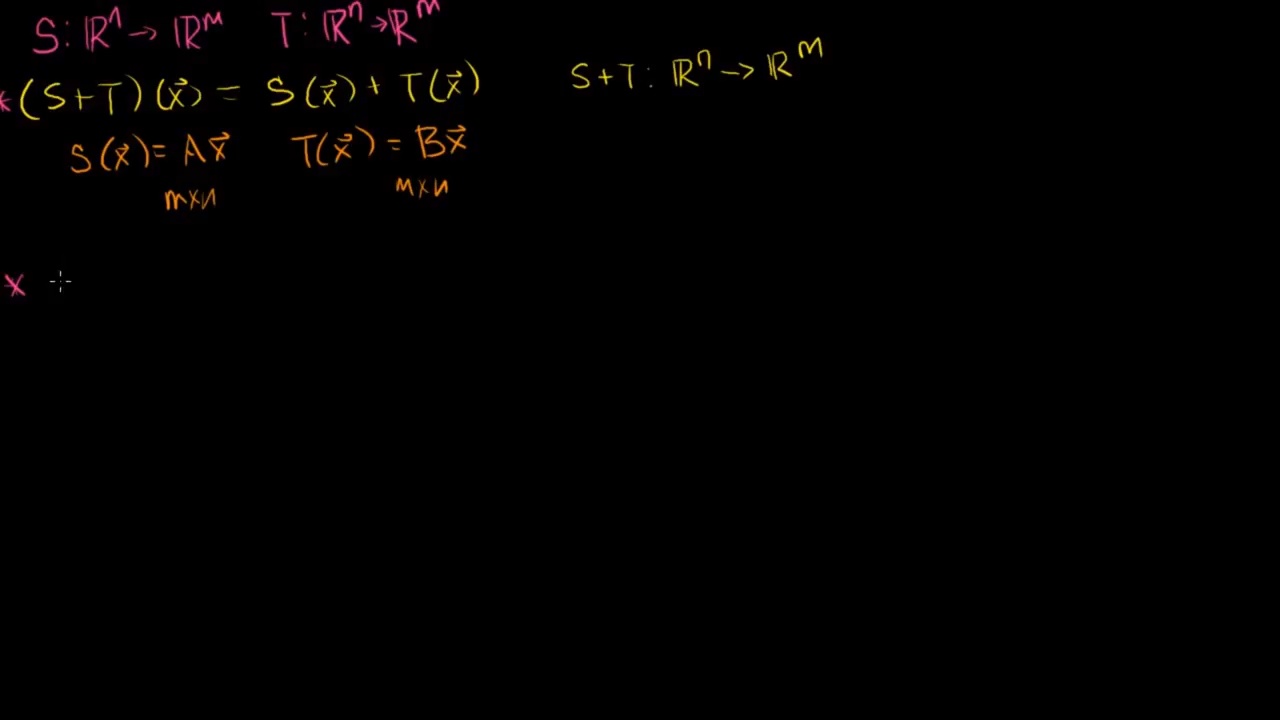 S: ℝⁿ → ℝᵐ T: ℝⁿ → ℝᵐ
*(S+T)(x⃗) = S(x⃗) + T(x⃗) S+T: ℝⁿ → ℝᵐ
S(x⃗) = Ax⃗ T(x⃗) = Bx⃗
m×n m×n
*